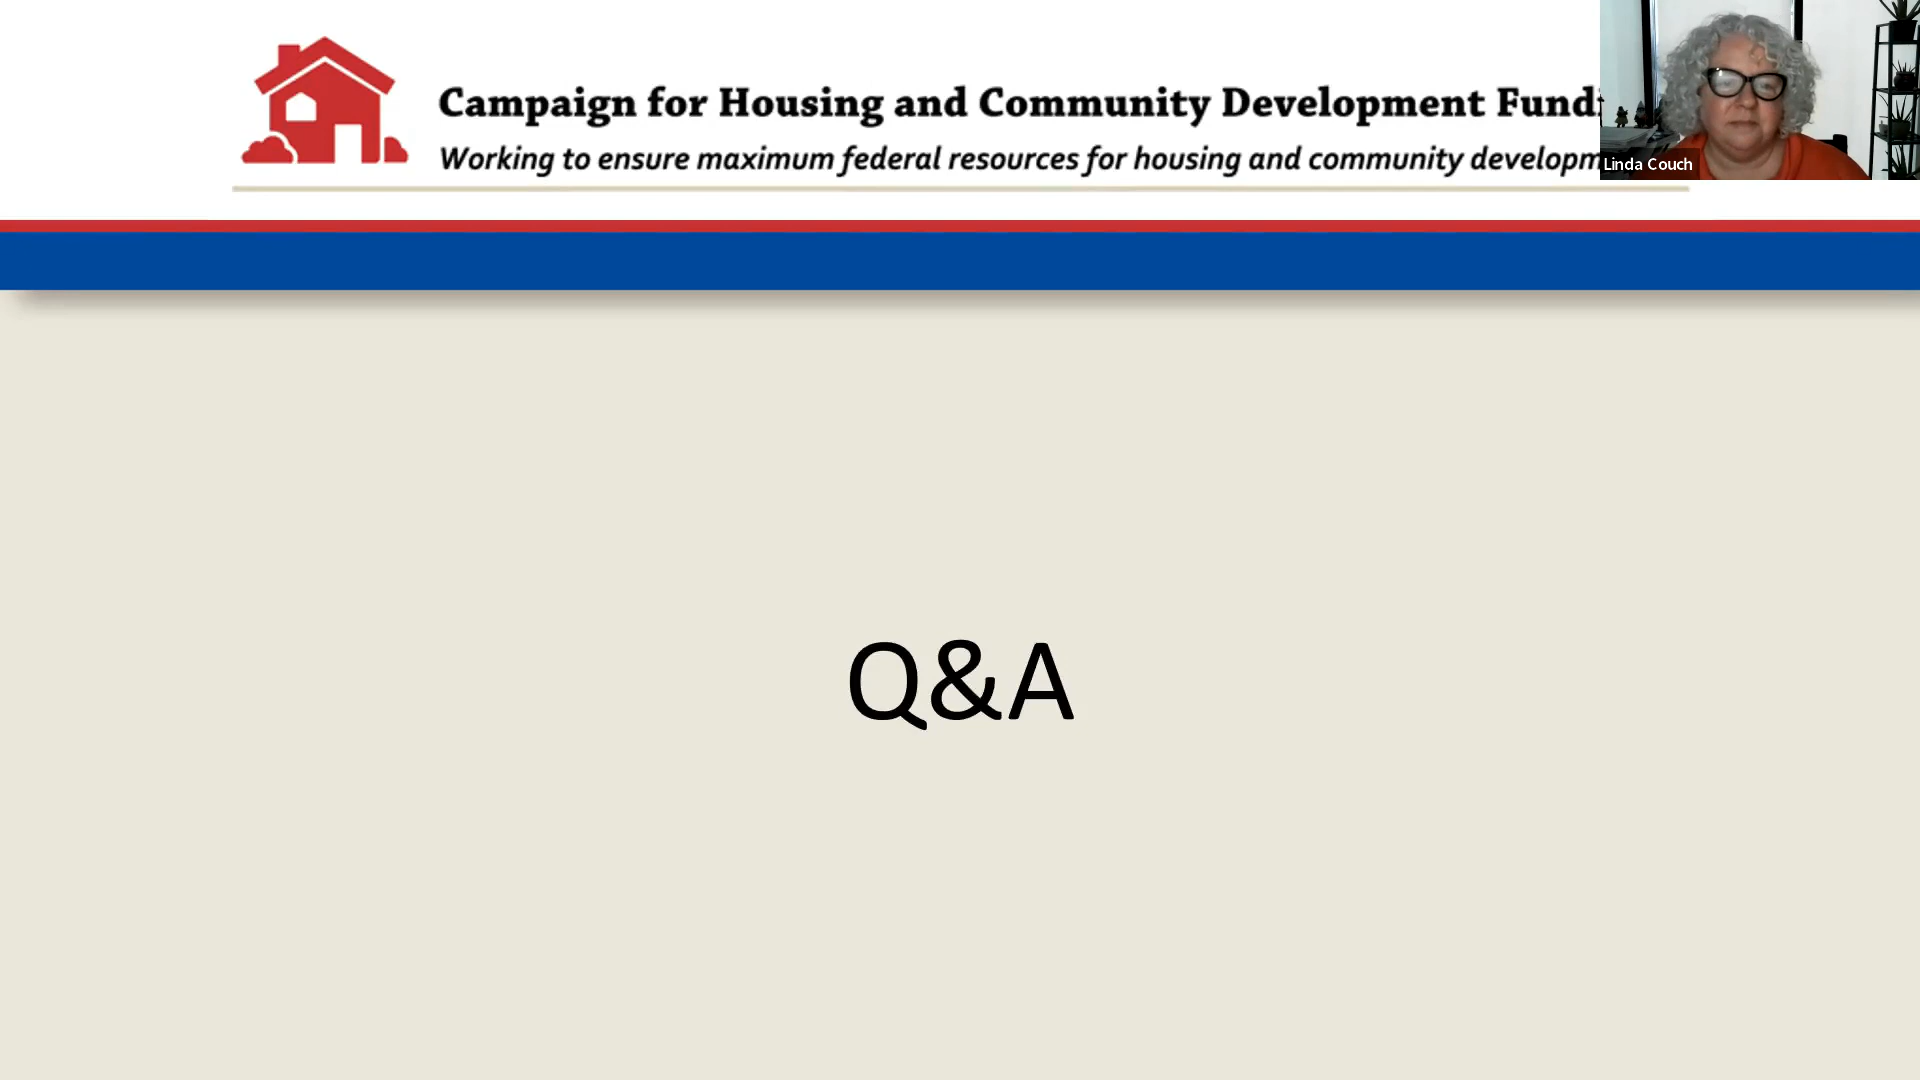 Campaign for Housing and Community Development Fundi
Working to ensure maximum federal resources for housing and community developm
Linda Couch
Q&A